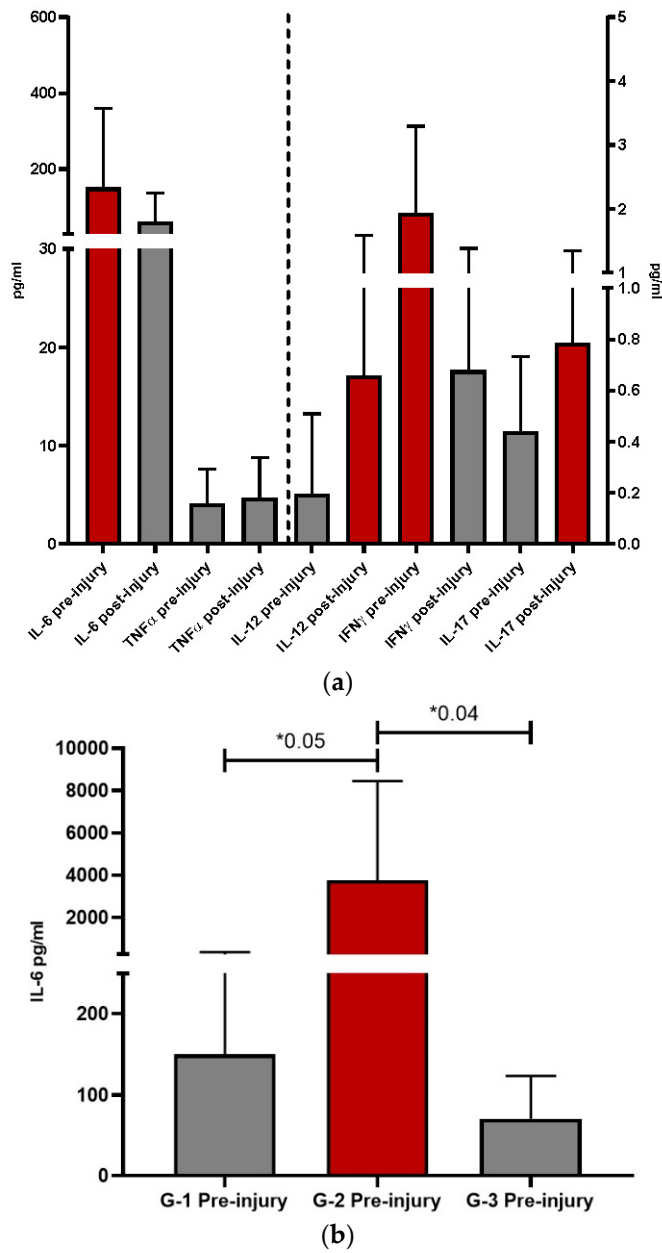 600
400
200
30
20
10
0
pg/ml
5
4
3
2
1
1.0
0.8
0.6
0.4
0.2
0.0
pg/ml
IL-6 pre-injury
IL-6 post-injury
TNFα pre-injury
TNFα post-injury
IL-12 pre-injury
IL-12 post-injury
IFNγ pre-injury
IFNγ post-injury
IL-17 pre-injury
IL-17 post-injury
(a)
*0.05
*0.04
10000
8000
6000
4000
2000
200
100
0
IL-6 pg/ml
G-1 Pre-injury
G-2 Pre-injury
G-3 Pre-injury
(b)